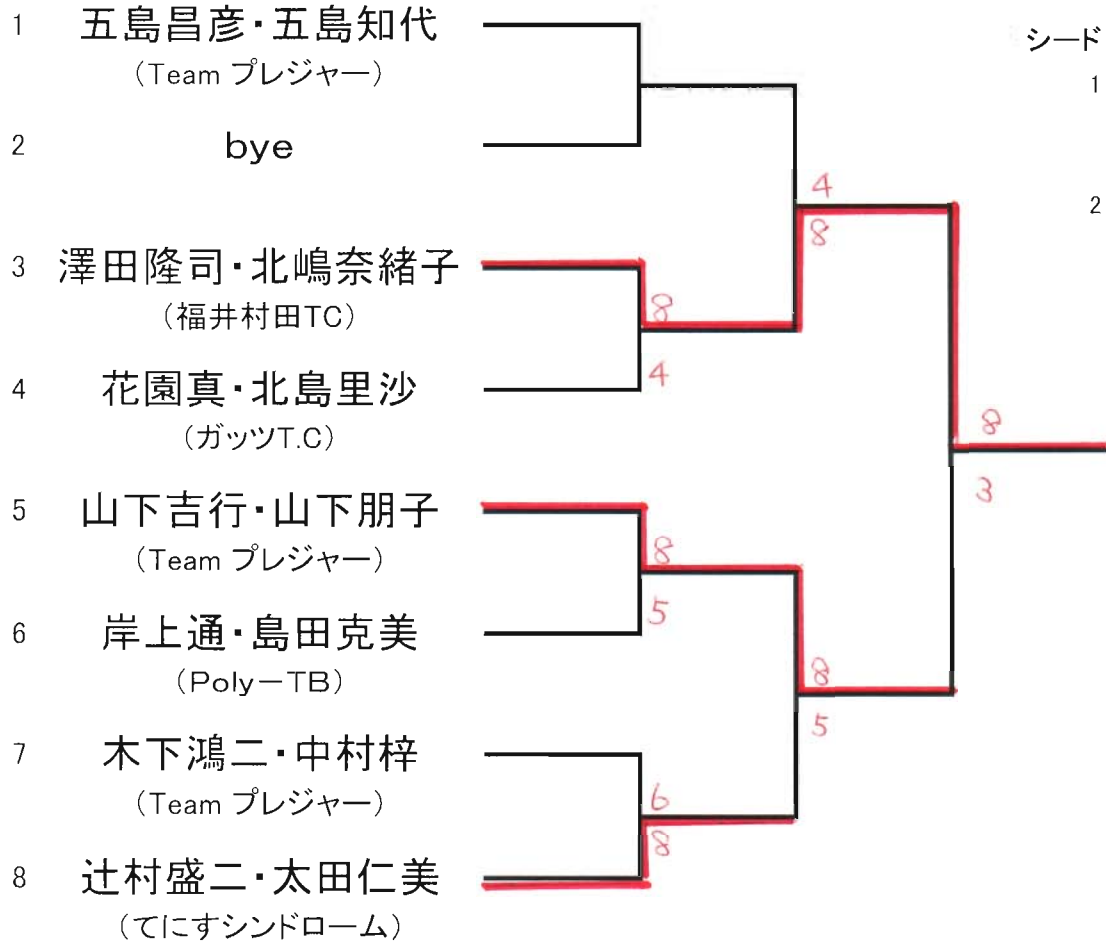 1 五島昌彦・五島知代
（Team プレジャー）
シード
1
2 bye
4
8
2
3 澤田隆司・北嶋奈緒子
（福井村田TC）
8
4
4 花園真・北島里沙
（ガッツT.C）
8
3
5 山下吉行・山下朋子
（Team プレジャー）
8
5
6 岸上通・島田克美
（Poly－TB）
8
5
7 木下鴻二・中村梓
（Team プレジャー）
6
8
8 辻村盛二・太田仁美
（てにすシンドローム）